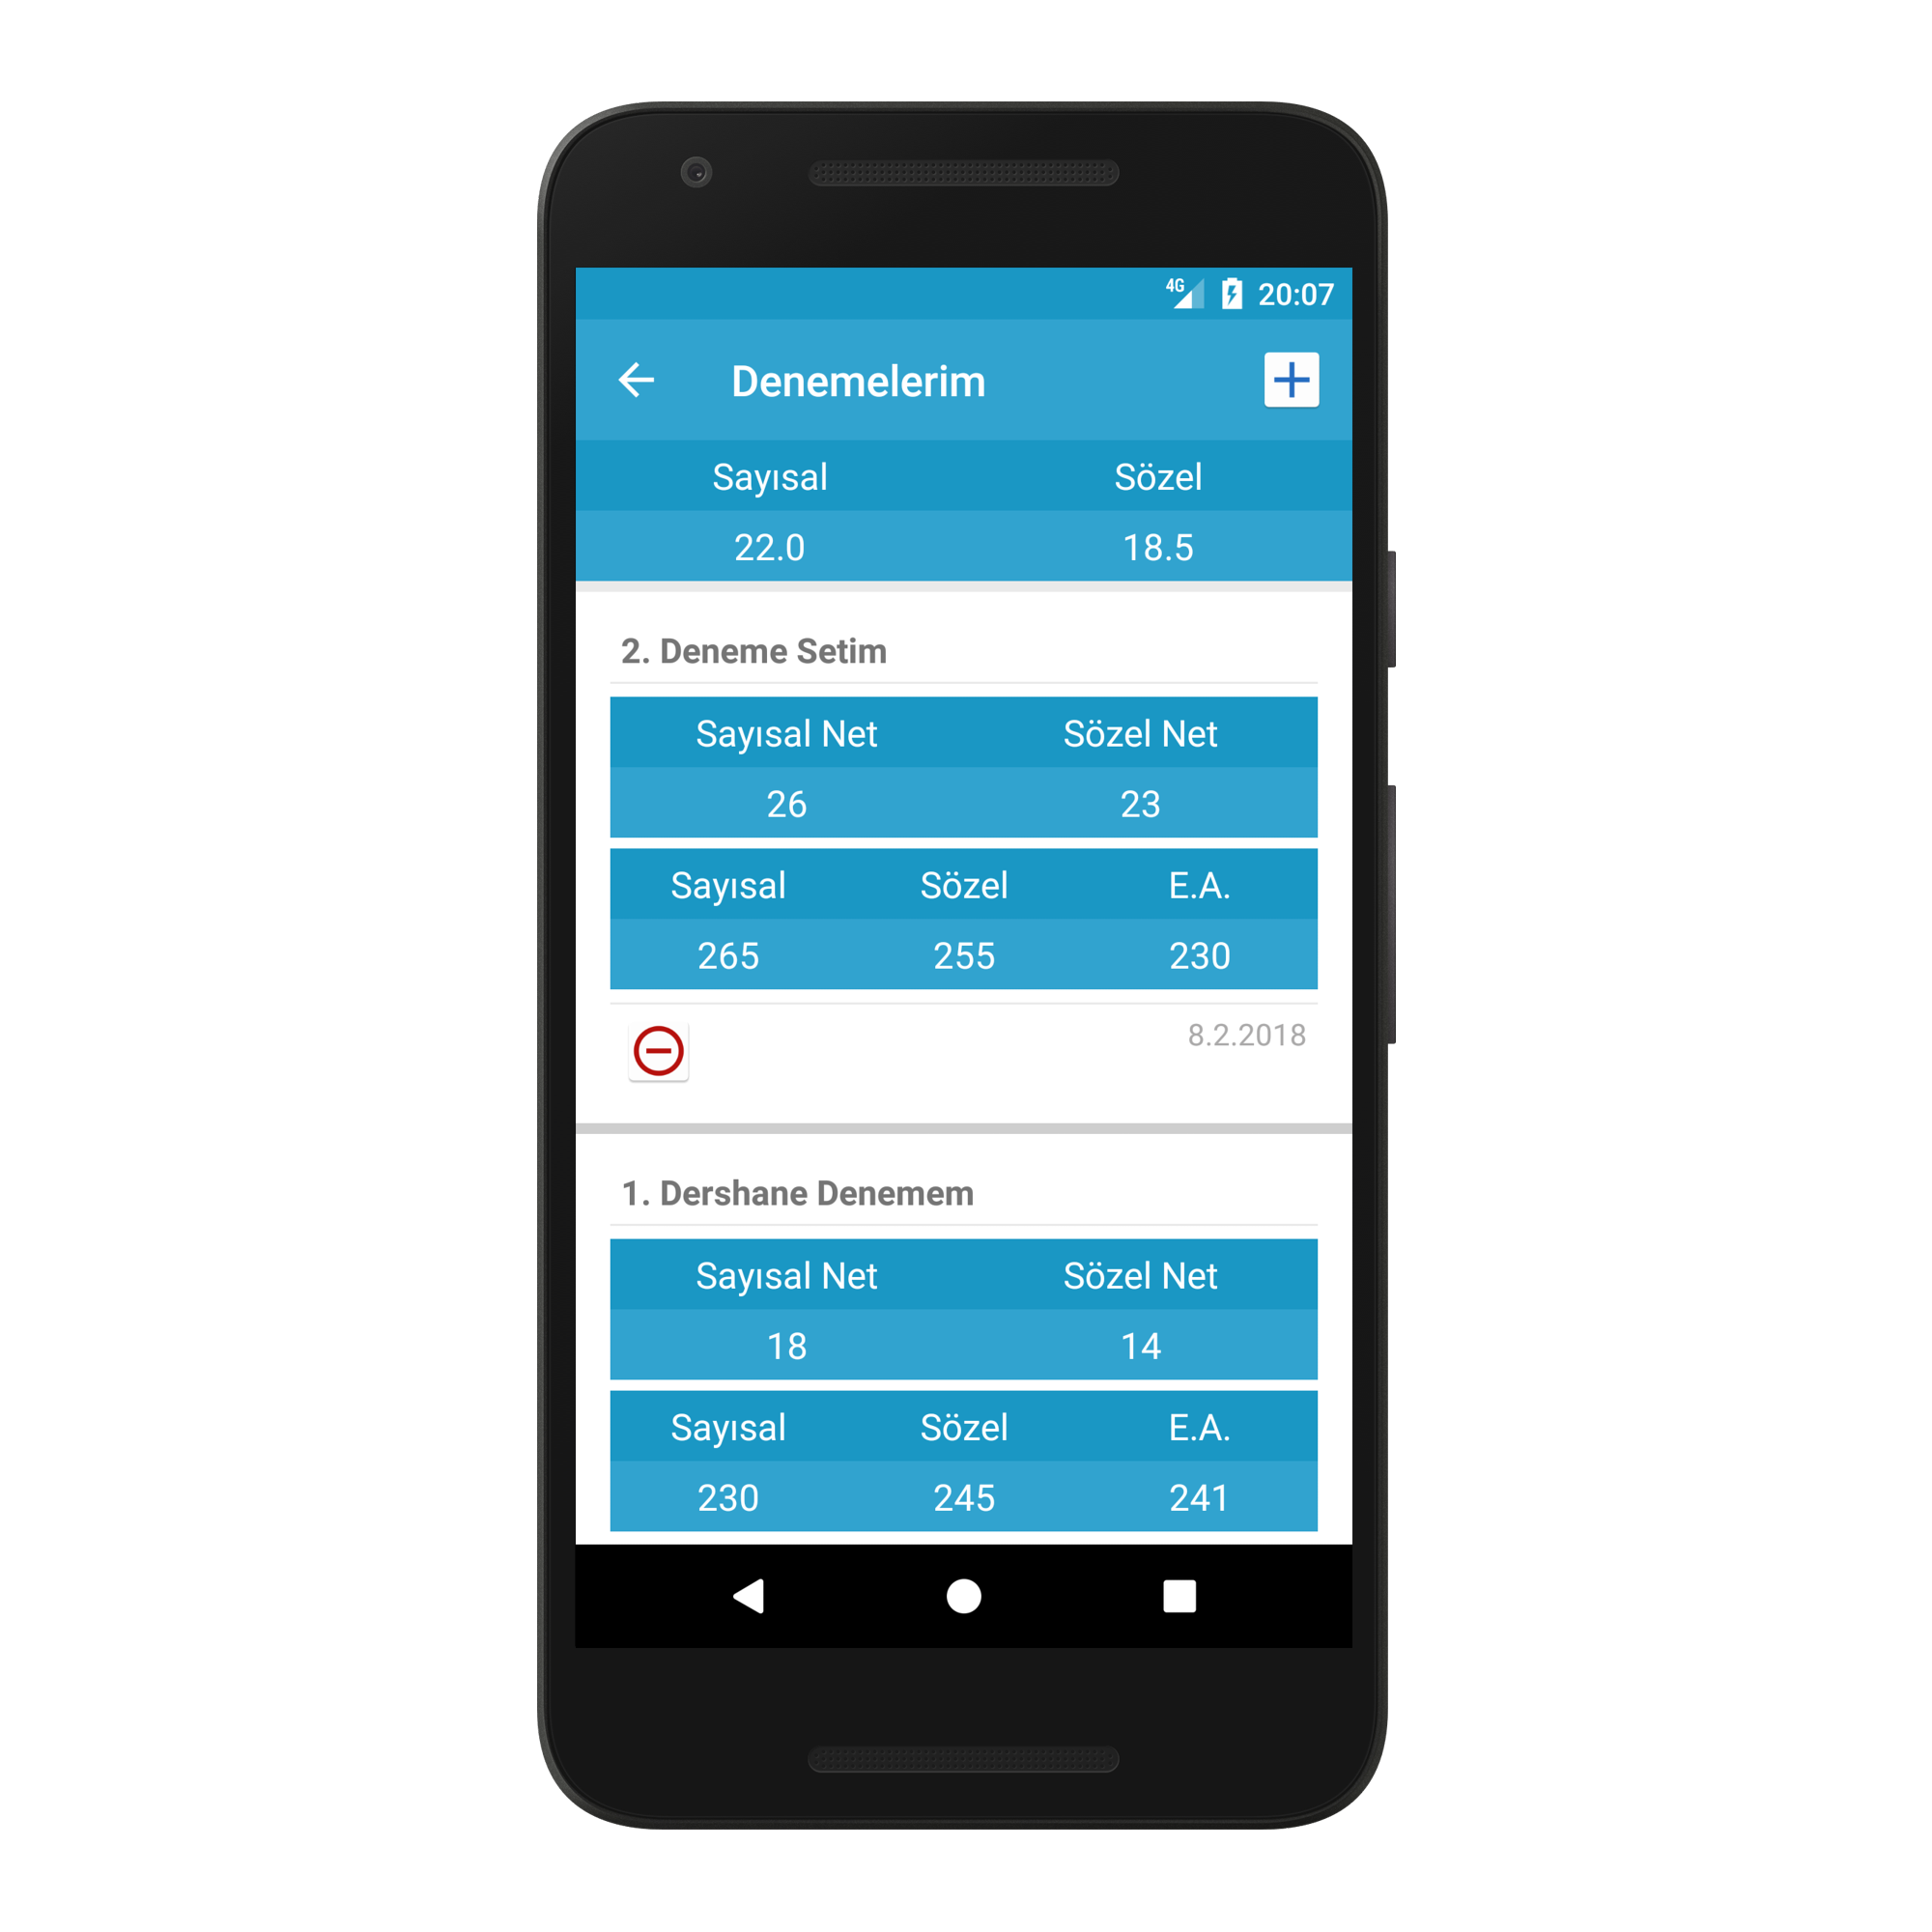 4G 20:07
Denemelerim
Sayısal Sözel
22.0 18.5
2. Deneme Setim
Sayısal Net Sözel Net
26 23
Sayısal Sözel E.A.
265 255 230
8.2.2018
1. Dershane Denemem
Sayısal Net Sözel Net
18 14
Sayısal Sözel E.A.
230 245 241